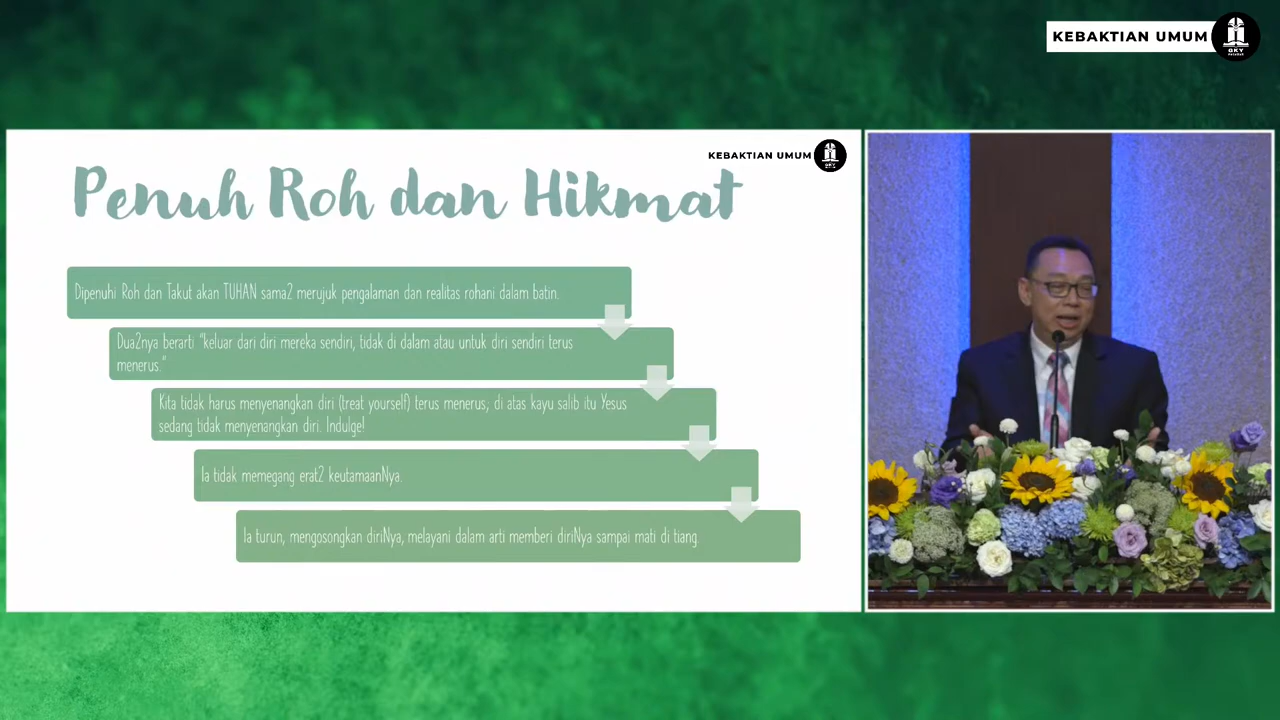 KEBAKTIAN UMUM
GKY
KEBAKTIAN UMUM
GKY
Penuh Roh dan Hikmat
Dipenuhi Roh dan Takut akan TUHAN sama2 merujuk pengalaman dan realitas rohani dalam batin.
Dua2nya berarti “keluar dari diri mereka sendiri, tidak di dalam atau untuk diri sendiri terus
menerus.”
Kita tidak harus menyenangkan diri (treat yourself) terus menerus; di atas kayu salib itu Yesus
sedang tidak menyenangkan diri. Indulge!
Ia tidak memegang erat2 keutamaanNya.
Ia turun, mengosongkan diriNya, melayani dalam arti memberi diriNya sampai mati di tiang